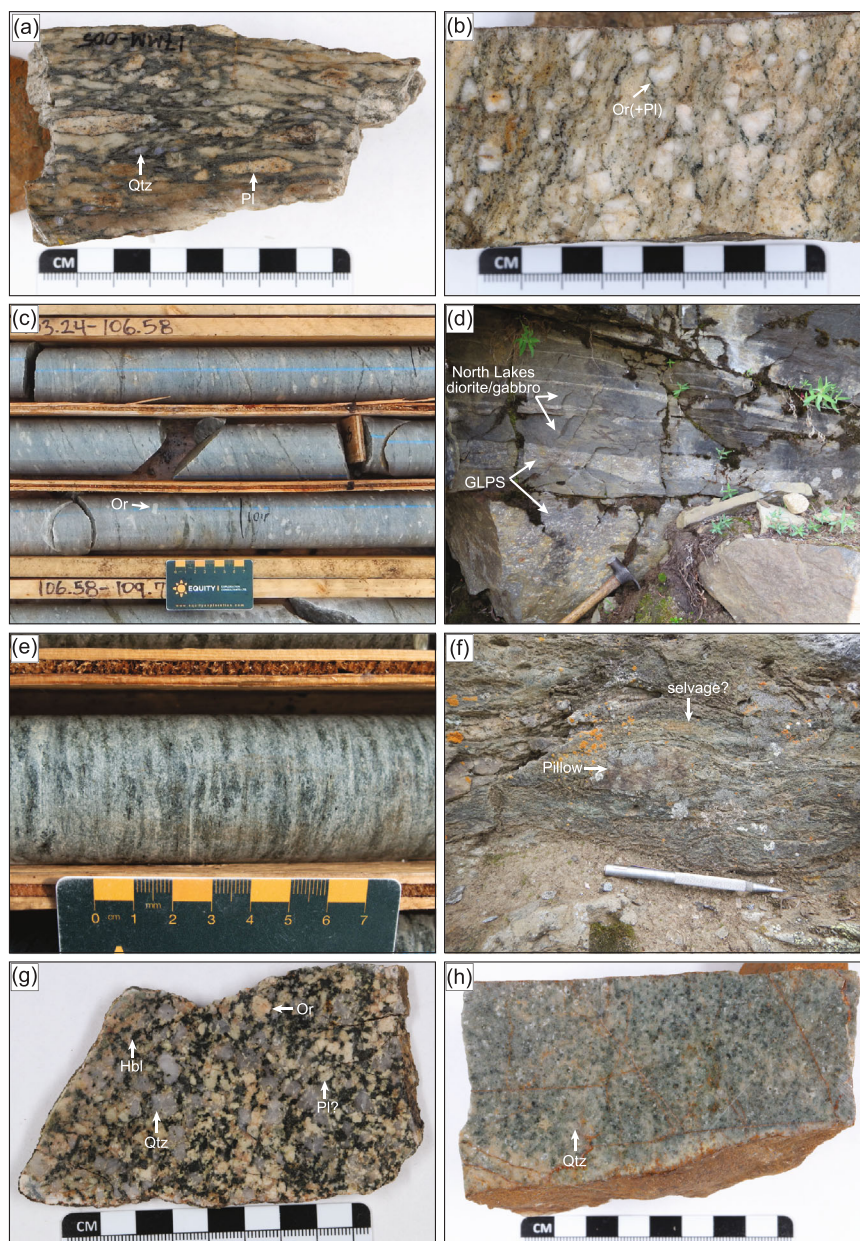 (a)
17MM-005
Qtz
Pl
CM
(b)
Or(+Pl)
CM
(c)
3.24-106.58
Or
106.58-109.7
EQUITY
(d)
North Lakes
diorite/gabbro
GLPS
(e)
0 cm 1 mm 2 3 4 5 6 7
(f)
selvage?
Pillow
(g)
Or
Hbl
Pl?
Qtz
CM
(h)
Qtz
CM